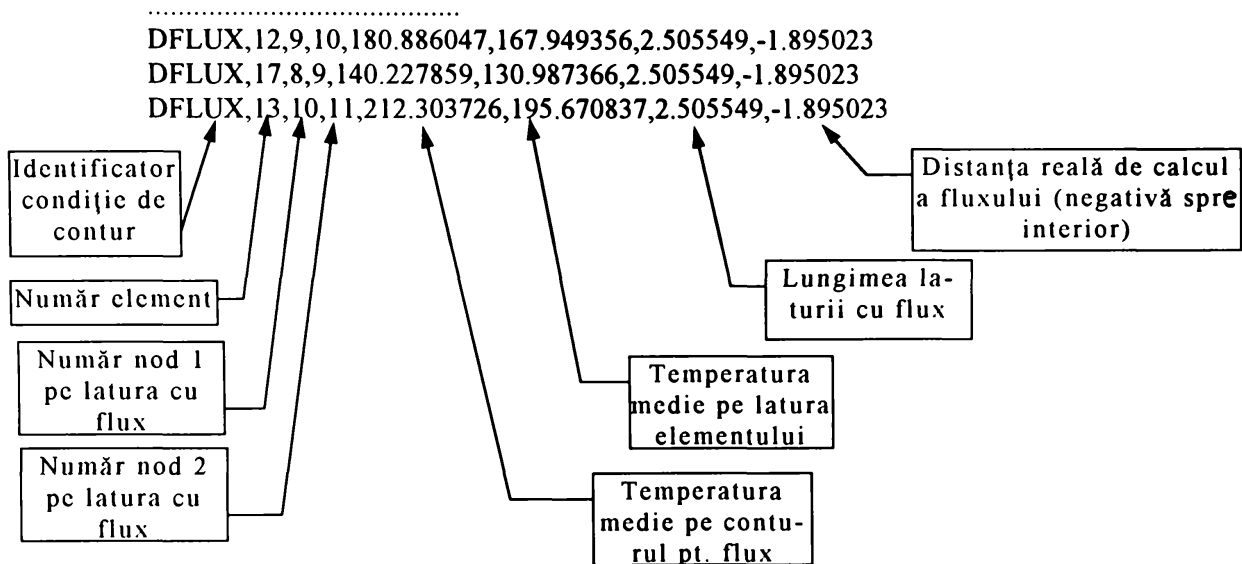 ........................................
DFLUX,12,9,10,180.886047,167.949356,2.505549,-1.895023
DFLUX,17,8,9,140.227859,130.987366,2.505549,-1.895023
DFLUX,13,10,11,212.303726,195.670837,2.505549,-1.895023
Identificator
condiție de
contur
Distanța reală de calcul
a fluxului (negativă spre
interior)
Număr element
Lungimea la-
turii cu flux
Număr nod 1
pe latura cu
flux
Temperatura
medie pe latura
elementului
Număr nod 2
pe latura cu
flux
Temperatura
medie pe contu-
rul pt. flux